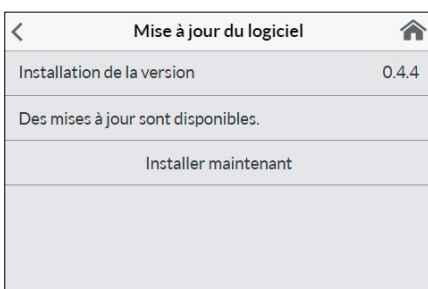 Mise à jour du logiciel
Installation de la version 0.4.4
Des mises à jour sont disponibles.
Installer maintenant